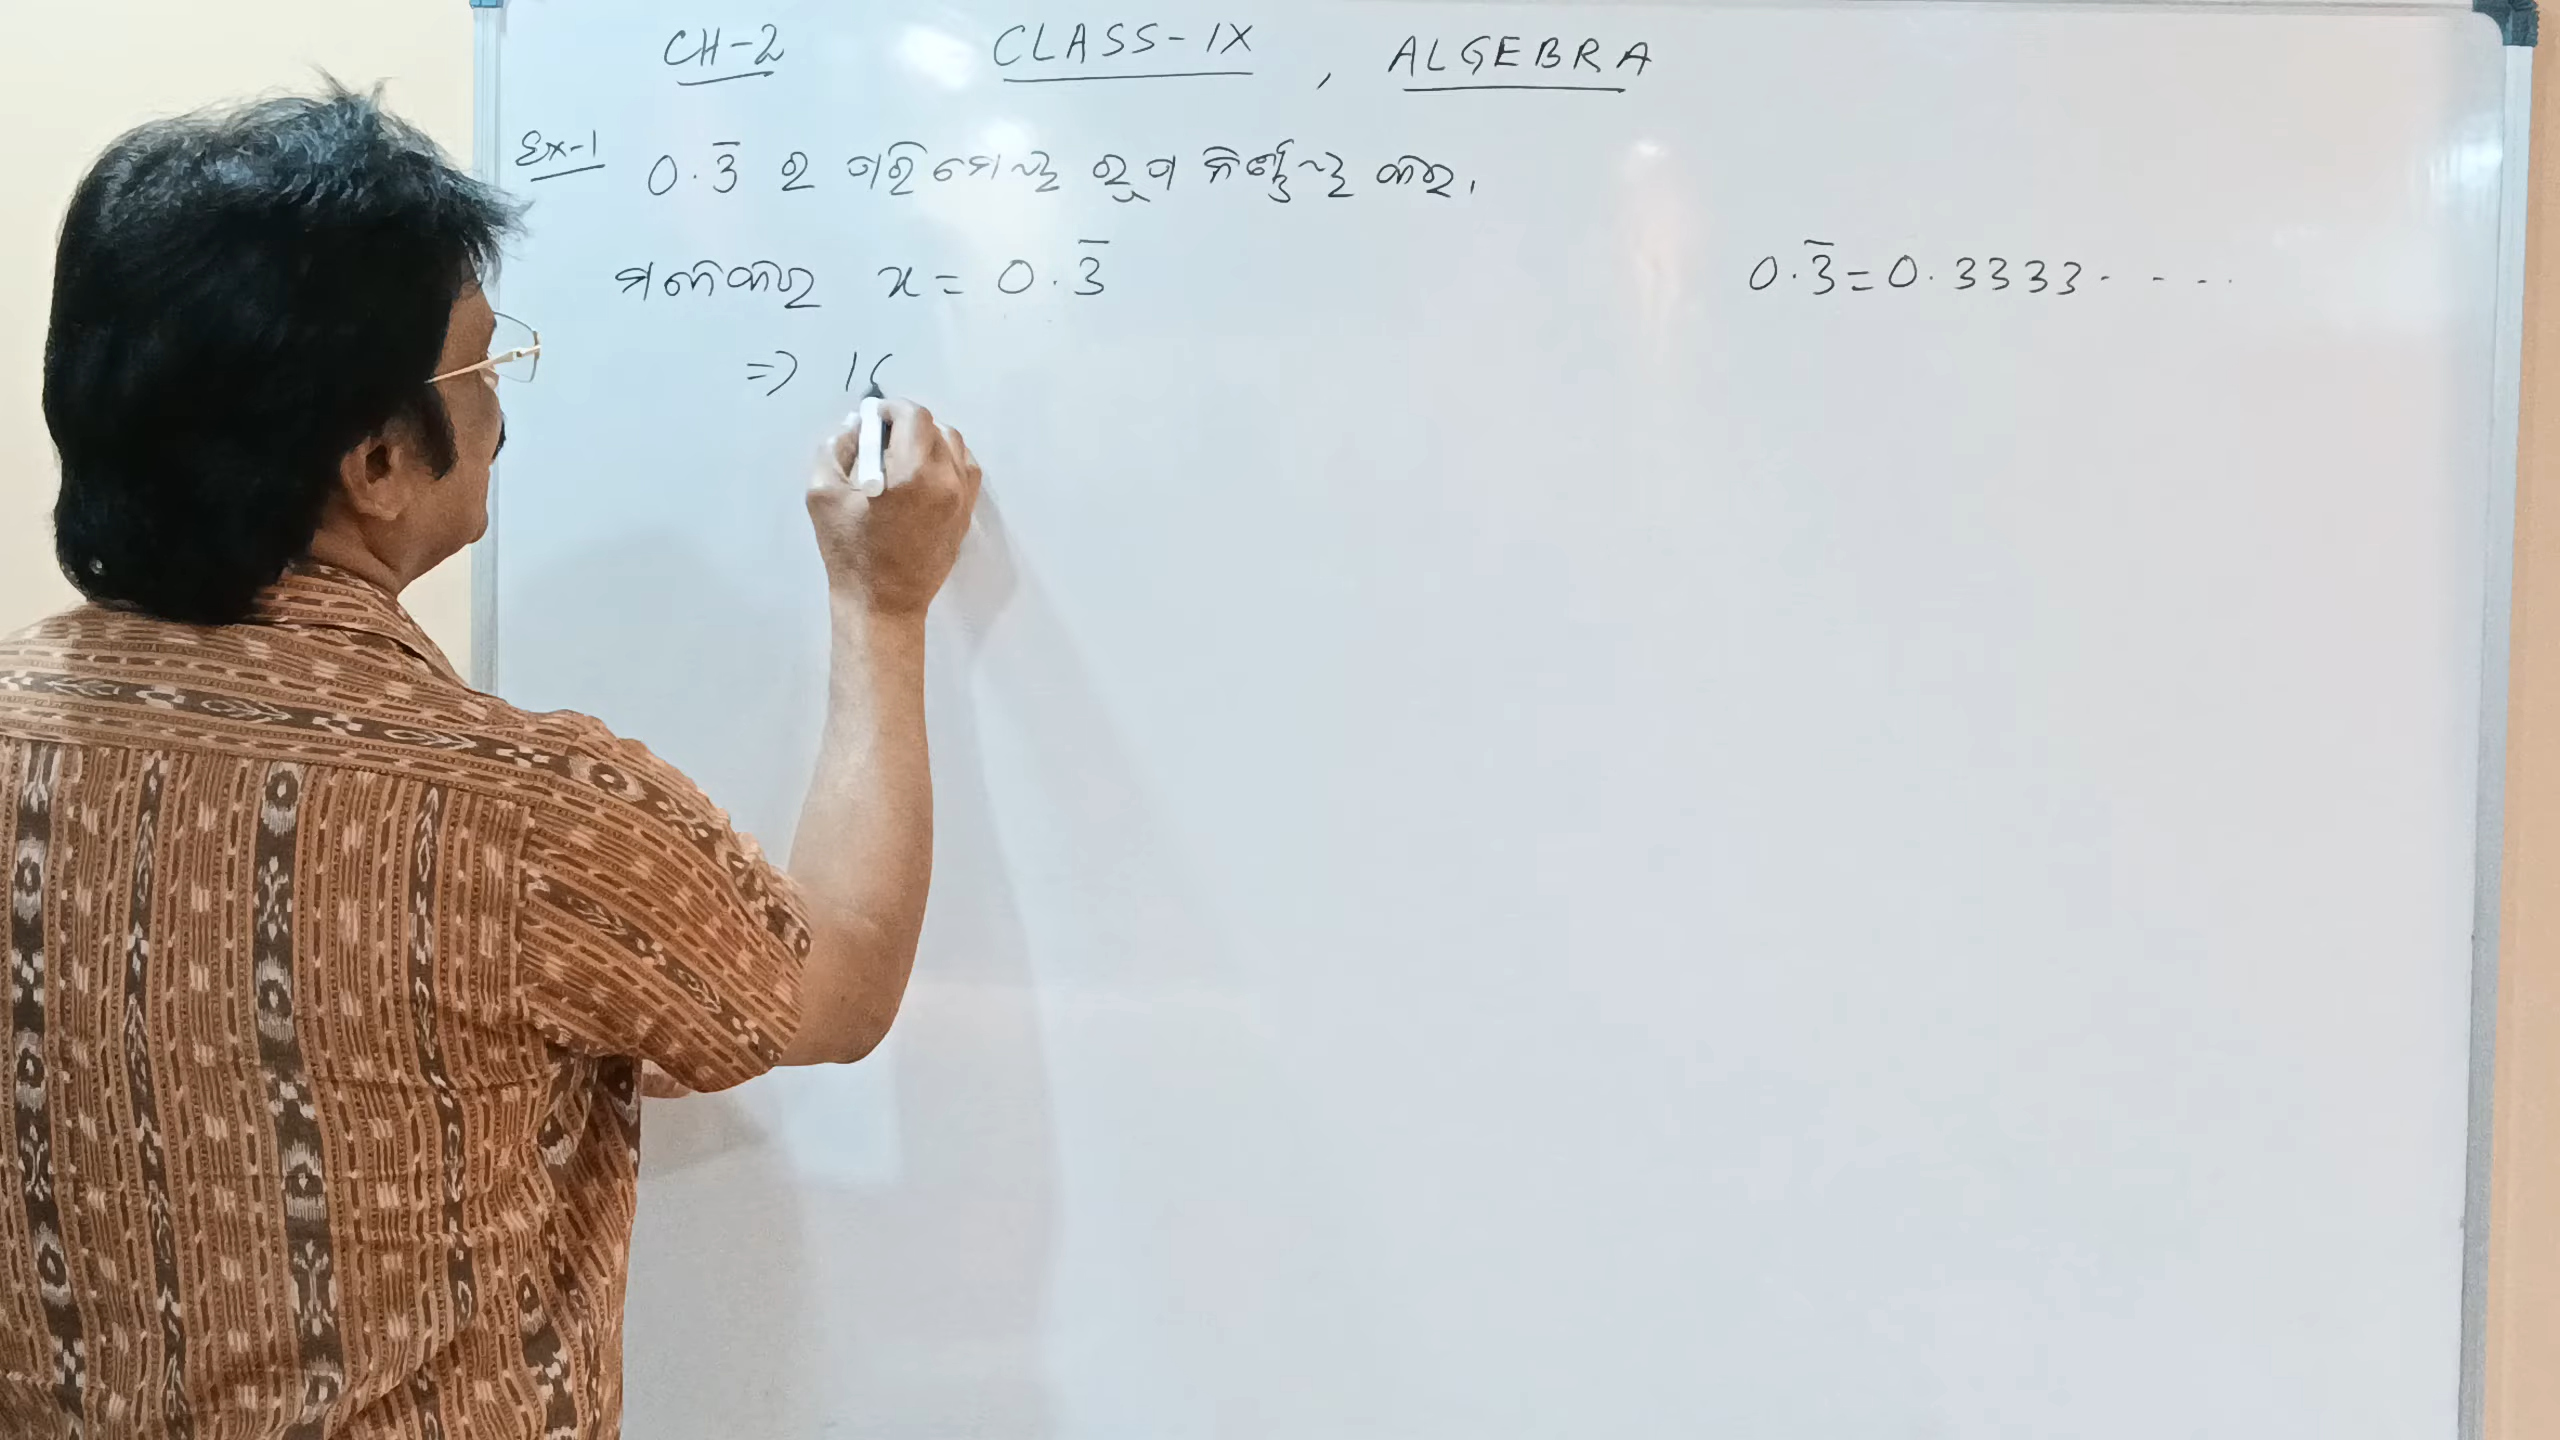 CH-2 CLASS-IX, ALGEBRA
Ex-1 0.3̅ ର ପରିମେୟ ରୂପ ନିର୍ଣ୍ଣୟ କର ।
ମନେକର x = 0.3̅
0.3̅ = 0.3333.----
=> 10